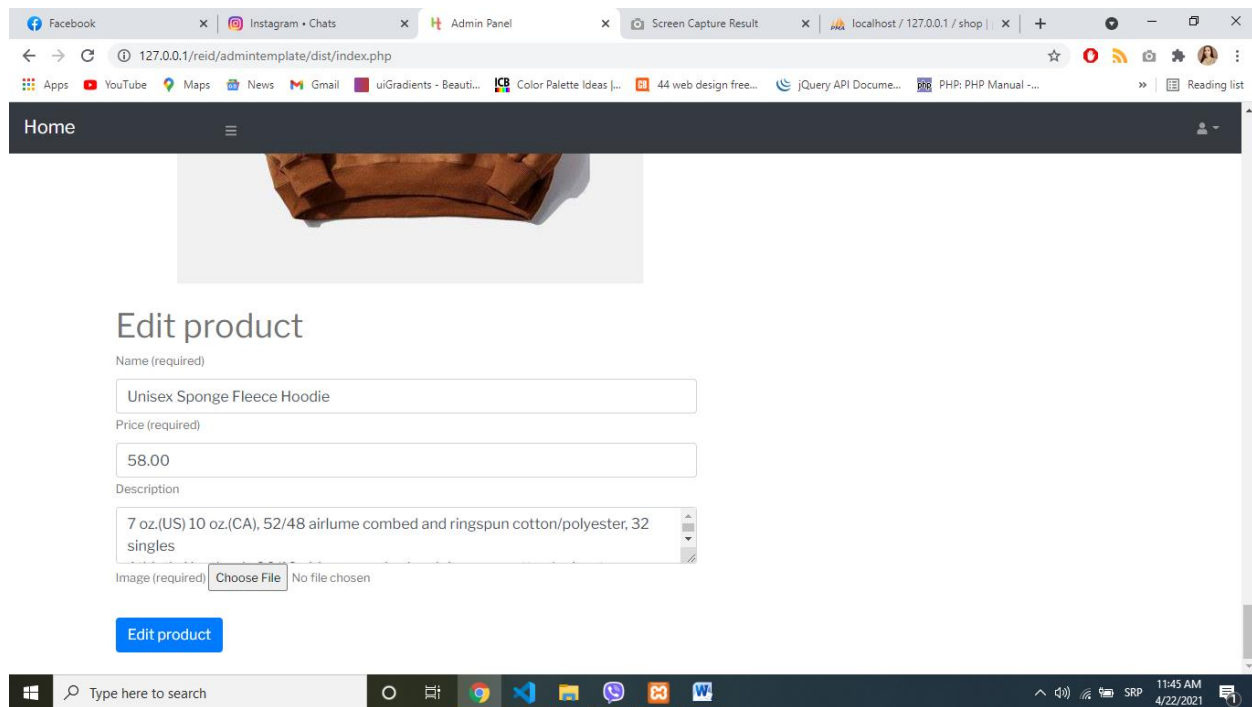 Facebook
Instagram • Chats
Admin Panel
Screen Capture Result
localhost / 127.0.0.1 / shop |
127.0.0.1/reid/admintemplate/dist/index.php
Apps YouTube Maps News Gmail uiGradients - Beauti... Color Palette Ideas |... 44 web design free... jQuery API Docume... PHP: PHP Manual -... » Reading list
Home
Edit product
Name (required)
Unisex Sponge Fleece Hoodie
Price (required)
58.00
Description
7 oz.(US) 10 oz.(CA), 52/48 airlume combed and ringspun cotton/polyester, 32
singles
Image (required) Choose File No file chosen
Edit product
Type here to search
SRP
11:45 AM
4/22/2021